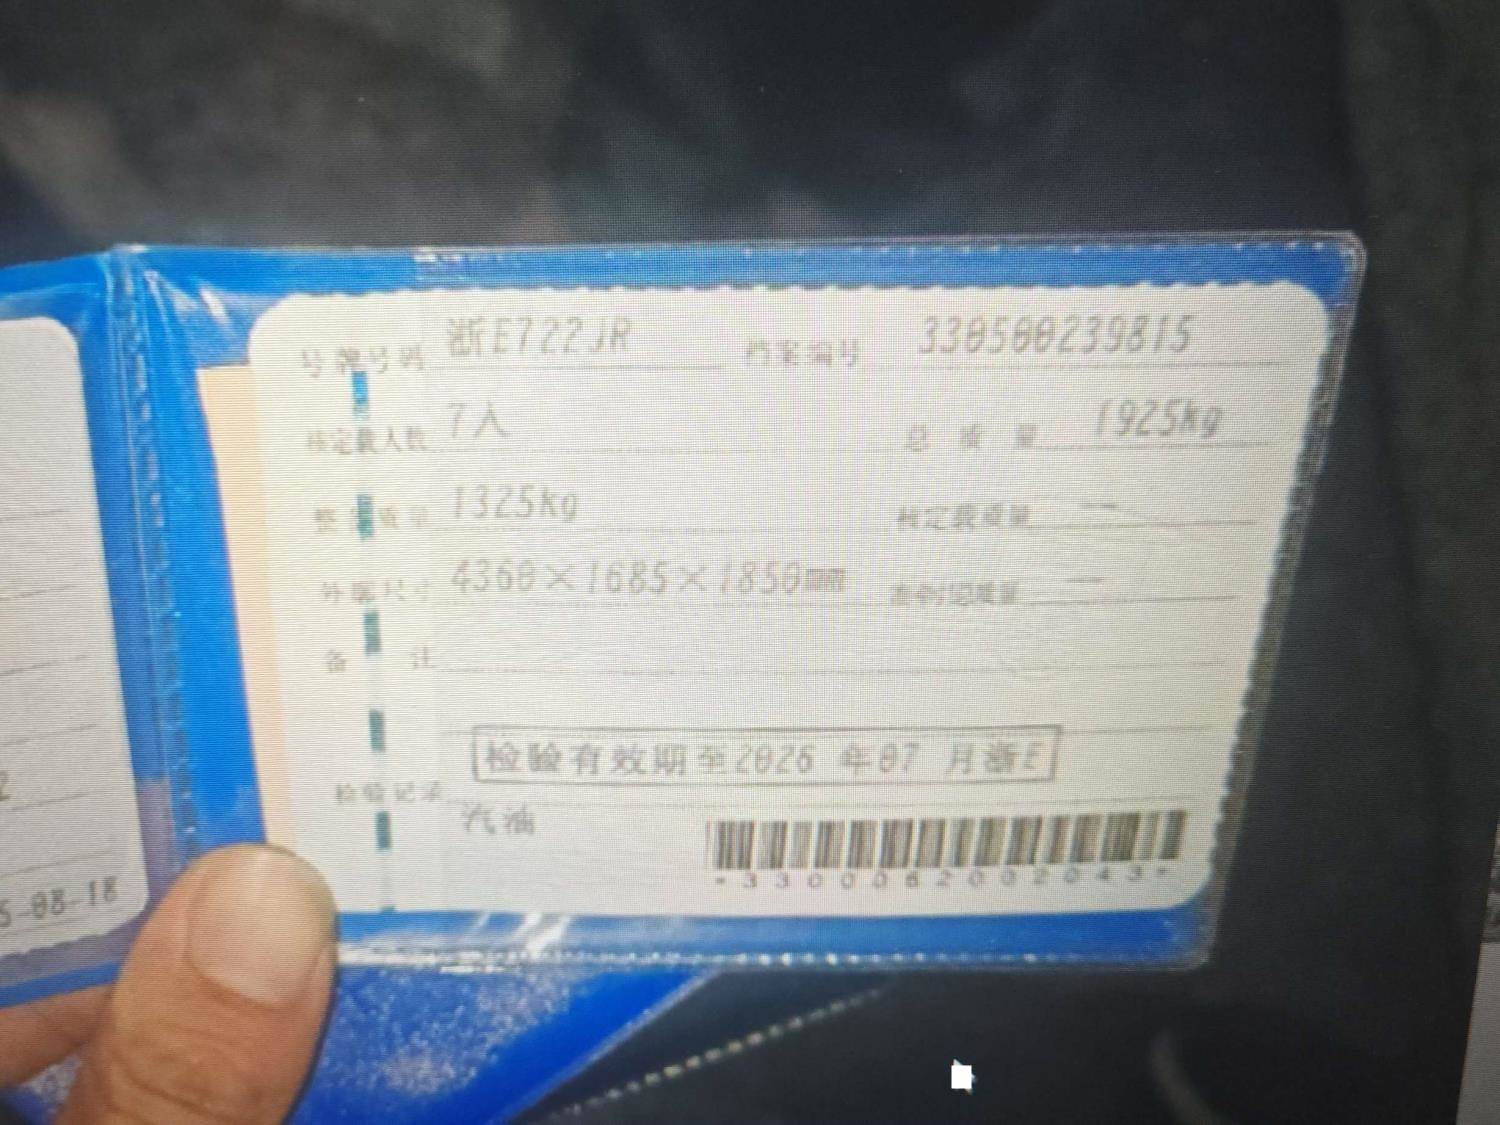 号牌号码 浙E722JR 档案编号 330500239815
核定载人数 7人 总质量 1925kg
整备质量 1325kg 核定载质量 —
外廓尺寸 4360×1685×1850mm 准牵引总质量 —
备注
检验有效期至2026 年07 月浙E
检验记录
汽油
*3300062002043*
5-08-18